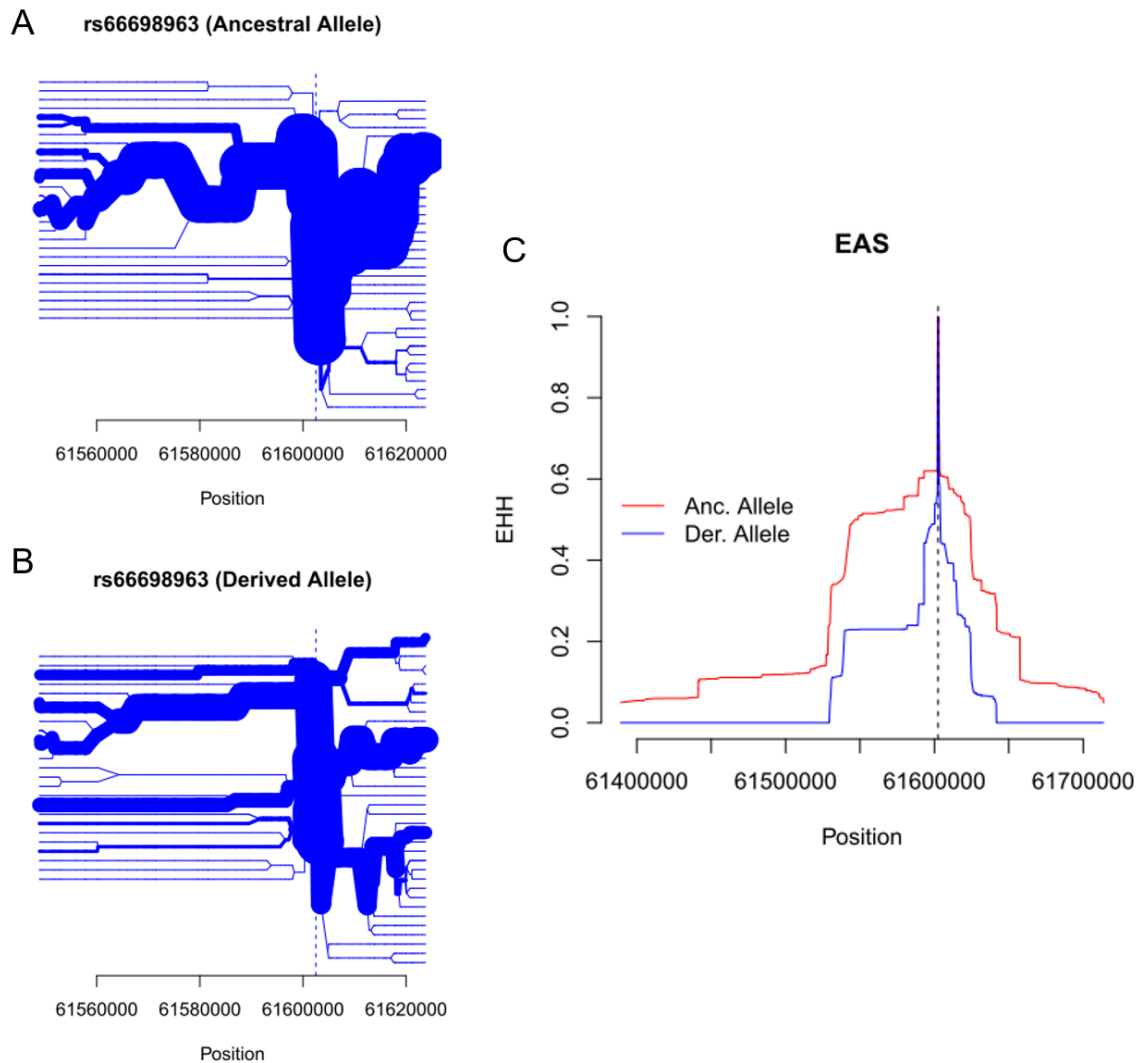 A
rs66698963 (Ancestral Allele)
61560000 61580000 61600000 61620000
Position
B
rs66698963 (Derived Allele)
61560000 61580000 61600000 61620000
Position
C
EAS
EHH
1.0
0.8
0.6
0.4
0.2
0.0
Anc. Allele
Der. Allele
61400000 61500000 61600000 61700000
Position